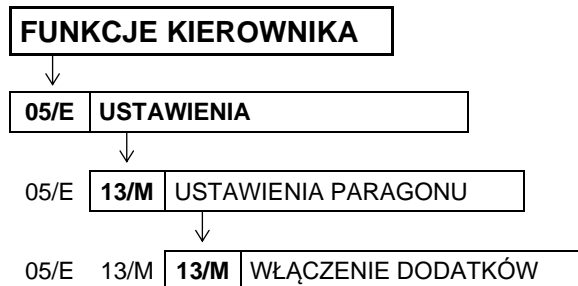 FUNKCJE KIEROWNIKA
05/E USTAWIENIA
05/E 13/M USTAWIENIA PARAGONU
05/E 13/M 13/M WŁĄCZENIE DODATKÓW